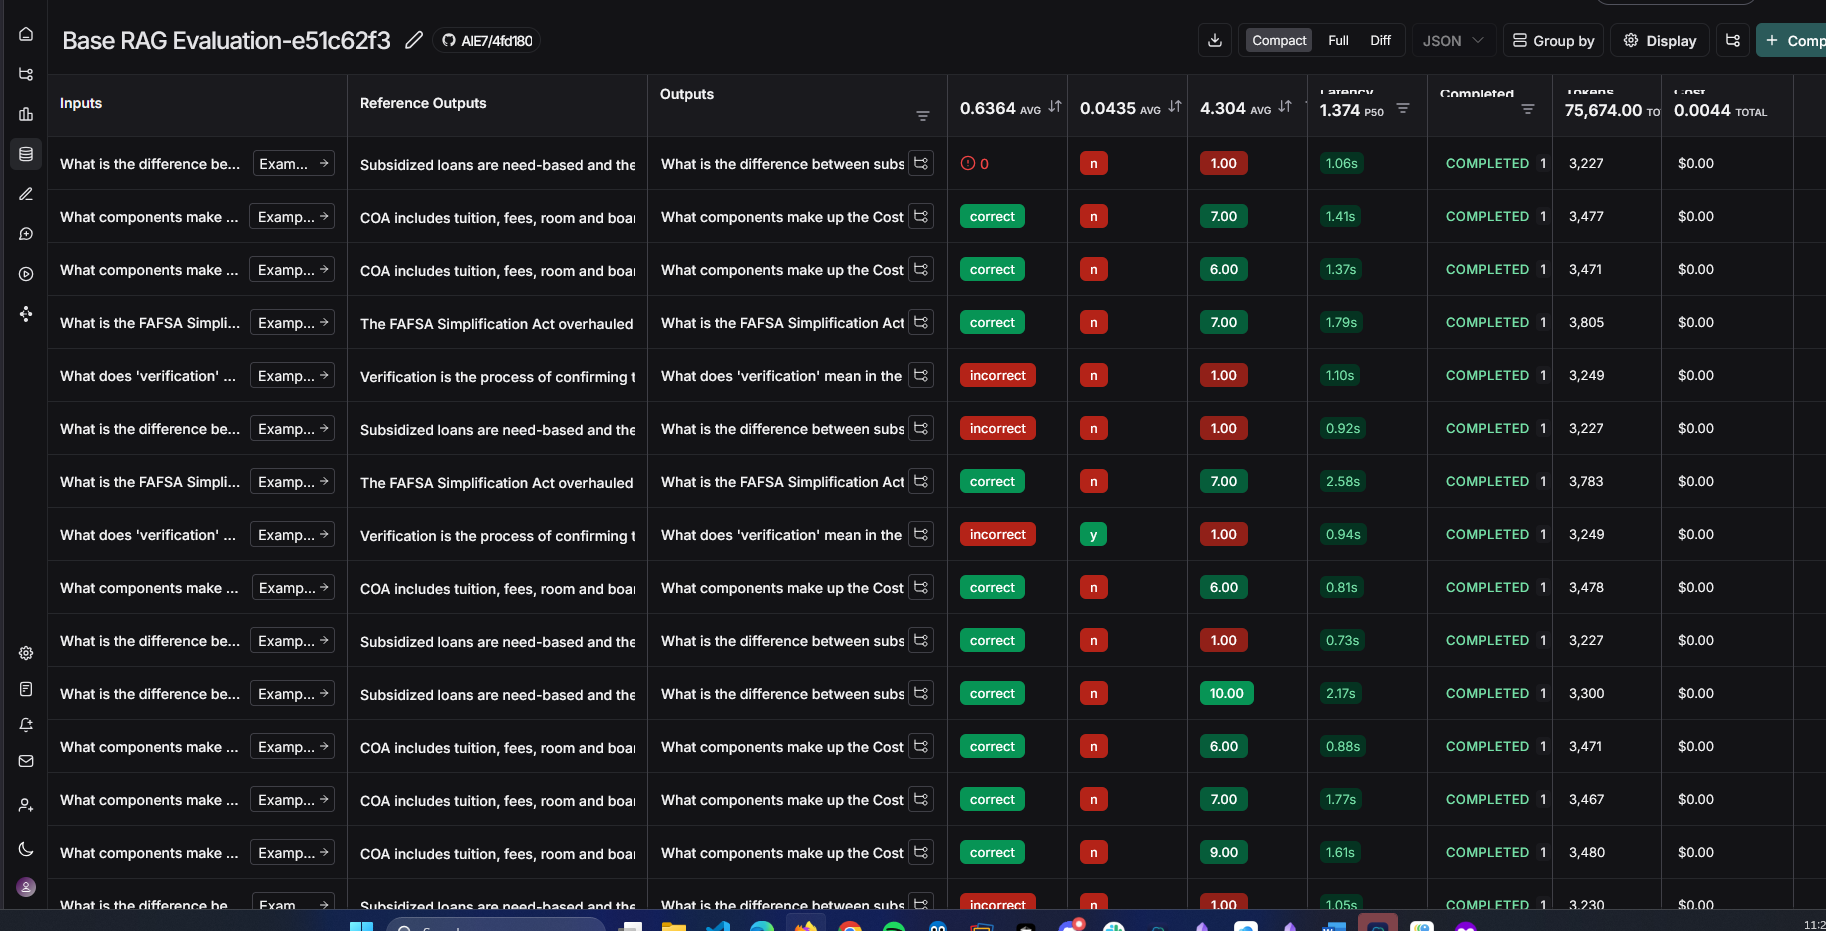 Base RAG Evaluation-e51c62f3 AIE7/4fd180 Compact Full Diff JSON Group by Display + Comp
Inputs Reference Outputs Outputs 0.6364 AVG 0.0435 AVG 4.304 AVG Latency 1.374 P50 Completed Tokens 75,674.00 TO Cost 0.0044 TOTAL
What is the difference be... Exam... → Subsidized loans are need-based and the What is the difference between subs 0 n 1.00 1.06s COMPLETED 1 3,227 $0.00
What components make ... Examp... → COA includes tuition, fees, room and boar What components make up the Cost correct n 7.00 1.41s COMPLETED 1 3,477 $0.00
What components make ... Examp... → COA includes tuition, fees, room and boar What components make up the Cost correct n 6.00 1.37s COMPLETED 1 3,471 $0.00
What is the FAFSA Simpli... Examp... → The FAFSA Simplification Act overhauled What is the FAFSA Simplification Act correct n 7.00 1.79s COMPLETED 1 3,805 $0.00
What does 'verification' ... Examp... → Verification is the process of confirming t What does 'verification' mean in the incorrect n 1.00 1.10s COMPLETED 1 3,249 $0.00
What is the difference be... Examp... → Subsidized loans are need-based and the What is the difference between subs incorrect n 1.00 0.92s COMPLETED 1 3,227 $0.00
What is the FAFSA Simpli... Examp... → The FAFSA Simplification Act overhauled What is the FAFSA Simplification Act correct n 7.00 2.58s COMPLETED 1 3,783 $0.00
What does 'verification' ... Examp... → Verification is the process of confirming t What does 'verification' mean in the incorrect y 1.00 0.94s COMPLETED 1 3,249 $0.00
What components make ... Examp... → COA includes tuition, fees, room and boar What components make up the Cost correct n 6.00 0.81s COMPLETED 1 3,478 $0.00
What is the difference be... Examp... → Subsidized loans are need-based and the What is the difference between subs correct n 1.00 0.73s COMPLETED 1 3,227 $0.00
What is the difference be... Examp... → Subsidized loans are need-based and the What is the difference between subs correct n 10.00 2.17s COMPLETED 1 3,300 $0.00
What components make ... Examp... → COA includes tuition, fees, room and boar What components make up the Cost correct n 6.00 0.88s COMPLETED 1 3,471 $0.00
What components make ... Examp... → COA includes tuition, fees, room and boar What components make up the Cost correct n 7.00 1.77s COMPLETED 1 3,467 $0.00
What components make ... Examp... → COA includes tuition, fees, room and boar What components make up the Cost correct n 9.00 1.61s COMPLETED 1 3,480 $0.00
What is the difference be Exam → Subsidized loans are need-based and the What is the difference between subs incorrect n 1.00 1.05s COMPLETED 1 3,230 $0.00
11:2